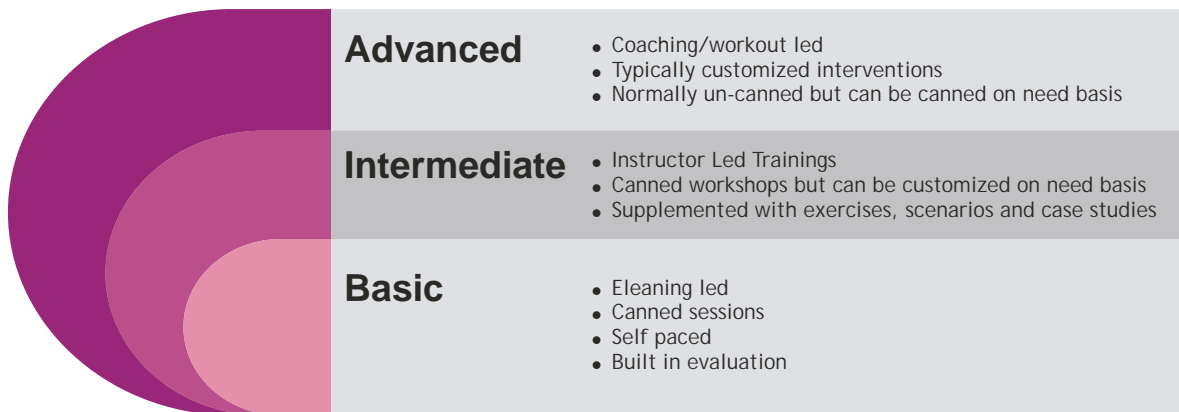 Advanced
• Coaching/workout led
• Typically customized interventions
• Normally un-canned but can be canned on need basis
Intermediate
• Instructor Led Trainings
• Canned workshops but can be customized on need basis
• Supplemented with exercises, scenarios and case studies
Basic
• Eleaning led
• Canned sessions
• Self paced
• Built in evaluation